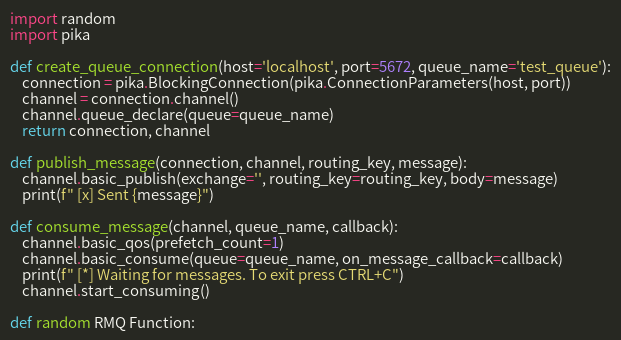 import random
import pika

def create_queue_connection(host='localhost', port=5672, queue_name='test_queue'):
    connection = pika.BlockingConnection(pika.ConnectionParameters(host, port))
    channel = connection.channel()
    channel.queue_declare(queue=queue_name)
    return connection, channel

def publish_message(connection, channel, routing_key, message):
    channel.basic_publish(exchange='', routing_key=routing_key, body=message)
    print(f" [x] Sent {message}")

def consume_message(channel, queue_name, callback):
    channel.basic_qos(prefetch_count=1)
    channel.basic_consume(queue=queue_name, on_message_callback=callback)
    print(f" [*] Waiting for messages. To exit press CTRL+C")
    channel.start_consuming()

def random RMQ Function: